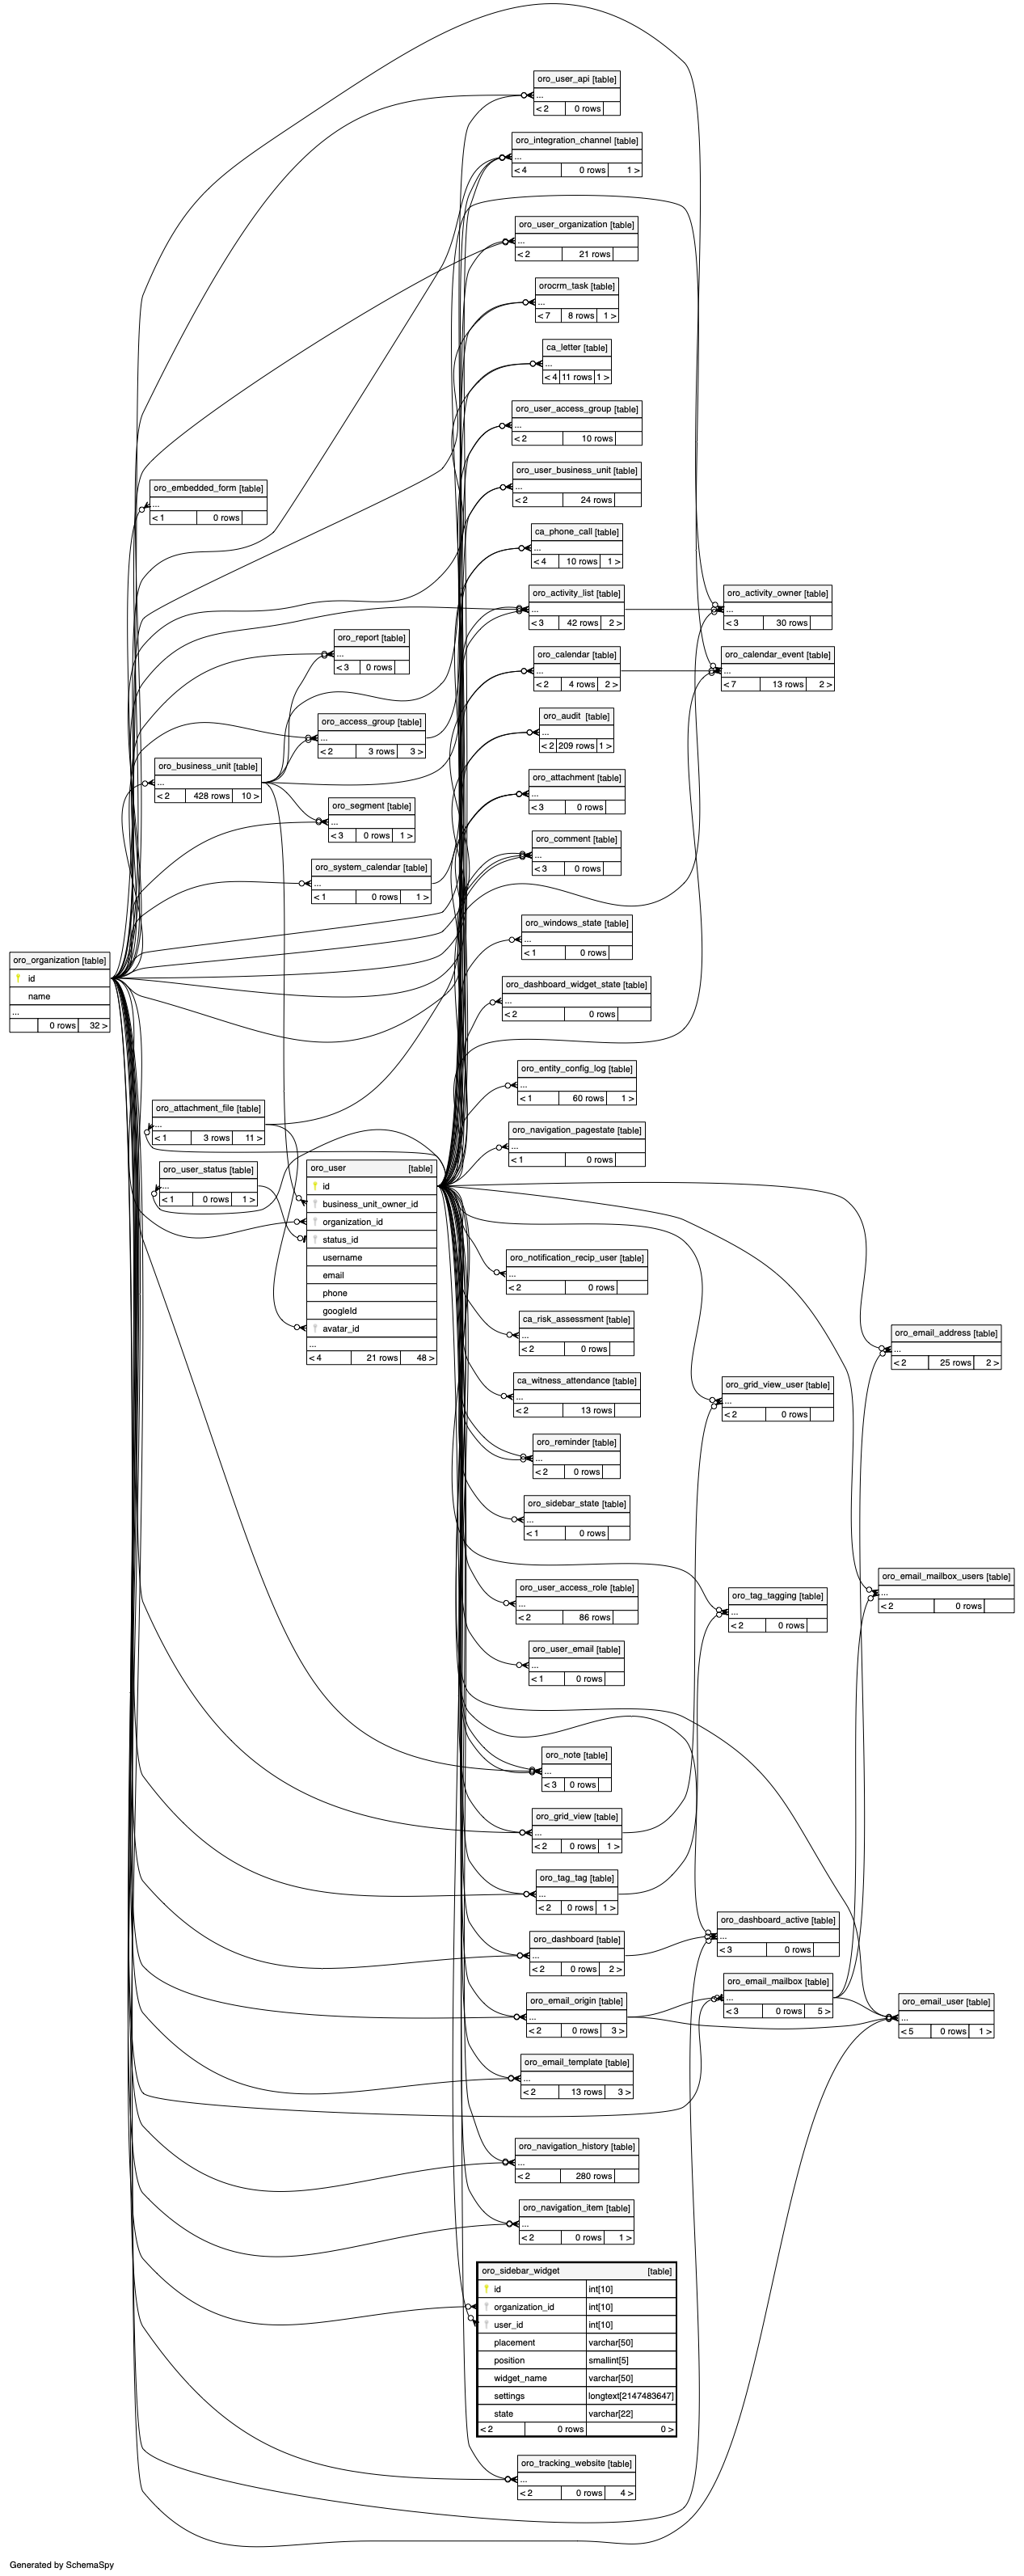 oro_user_api [table]
...
< 2 0 rows
oro_integration_channel [table]
...
< 4 0 rows 1 >
oro_user_organization [table]
...
< 2 21 rows
orocrm_task [table]
...
< 7 8 rows 1 >
ca_letter [table]
...
< 4 11 rows 1 >
oro_user_access_group [table]
...
< 2 10 rows
oro_user_business_unit [table]
...
< 2 24 rows
oro_embedded_form [table]
...
< 1 0 rows
ca_phone_call [table]
...
< 4 10 rows 1 >
oro_activity_list [table]
...
< 3 42 rows 2 >
oro_activity_owner [table]
...
< 3 30 rows
oro_report [table]
...
< 3 0 rows
oro_calendar [table]
...
< 2 4 rows 2 >
oro_calendar_event [table]
...
< 7 13 rows 2 >
oro_access_group [table]
...
< 2 3 rows 3 >
oro_audit [table]
...
< 2 209 rows 1 >
oro_business_unit [table]
...
< 2 428 rows 10 >
oro_attachment [table]
...
< 3 0 rows
oro_segment [table]
...
< 3 0 rows 1 >
oro_comment [table]
...
< 3 0 rows
oro_system_calendar [table]
...
< 1 0 rows 1 >
oro_windows_state [table]
...
< 1 0 rows
oro_organization [table]
id
name
...
0 rows 32 >
oro_dashboard_widget_state [table]
...
< 2 0 rows
oro_entity_config_log [table]
...
< 1 60 rows 1 >
oro_attachment_file [table]
...
< 1 3 rows 11 >
oro_navigation_pagestate [table]
...
< 1 0 rows
oro_user_status [table]
...
< 1 0 rows 1 >
oro_user [table]
id
business_unit_owner_id
organization_id
status_id
username
email
phone
googleId
avatar_id
...
< 4 21 rows 48 >
oro_notification_recip_user [table]
...
< 2 0 rows
ca_risk_assessment [table]
...
< 2 0 rows
oro_email_address [table]
...
< 2 25 rows 2 >
ca_witness_attendance [table]
...
< 2 13 rows
oro_grid_view_user [table]
...
< 2 0 rows
oro_reminder [table]
...
< 2 0 rows
oro_sidebar_state [table]
...
< 1 0 rows
oro_email_mailbox_users [table]
...
< 2 0 rows
oro_user_access_role [table]
...
< 2 86 rows
oro_tag_tagging [table]
...
< 2 0 rows
oro_user_email [table]
...
< 1 0 rows
oro_note [table]
...
< 3 0 rows
oro_grid_view [table]
...
< 2 0 rows 1 >
oro_tag_tag [table]
...
< 2 0 rows 1 >
oro_dashboard_active [table]
...
< 3 0 rows
oro_dashboard [table]
...
< 2 0 rows 2 >
oro_email_mailbox [table]
...
< 3 0 rows 5 >
oro_email_origin [table]
...
< 2 0 rows 3 >
oro_email_user [table]
...
< 5 0 rows 1 >
oro_email_template [table]
...
< 2 13 rows 3 >
oro_navigation_history [table]
...
< 2 280 rows
oro_navigation_item [table]
...
< 2 0 rows 1 >
oro_sidebar_widget [table]
id int[10]
organization_id int[10]
user_id int[10]
placement varchar[50]
position smallint[5]
widget_name varchar[50]
settings longtext[2147483647]
state varchar[22]
< 2 0 rows 0 >
oro_tracking_website [table]
...
< 2 0 rows 4 >
Generated by SchemaSpy